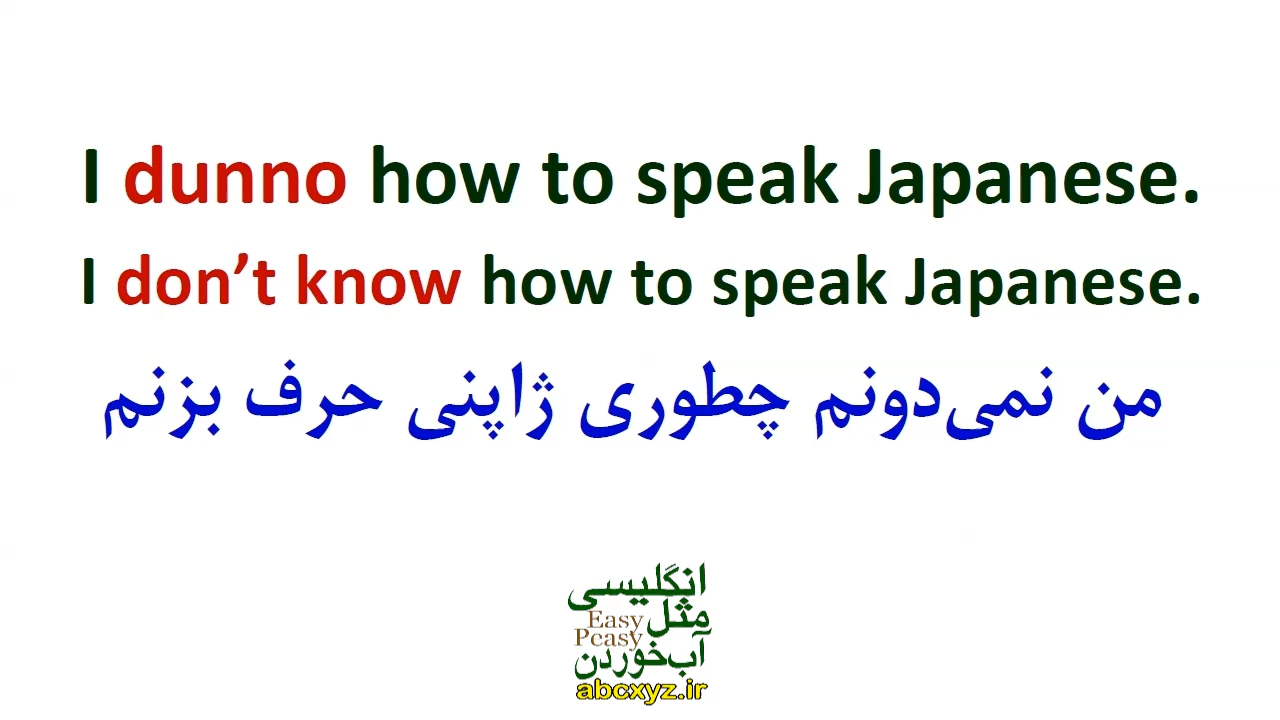 I dunno how to speak Japanese.
I don’t know how to speak Japanese.
من نمی‌دونم چطوری ژاپنی حرف بزنم
انگلیسی
مثل
Easy
Peasy
آب‌خوردن
abcxyz.ir